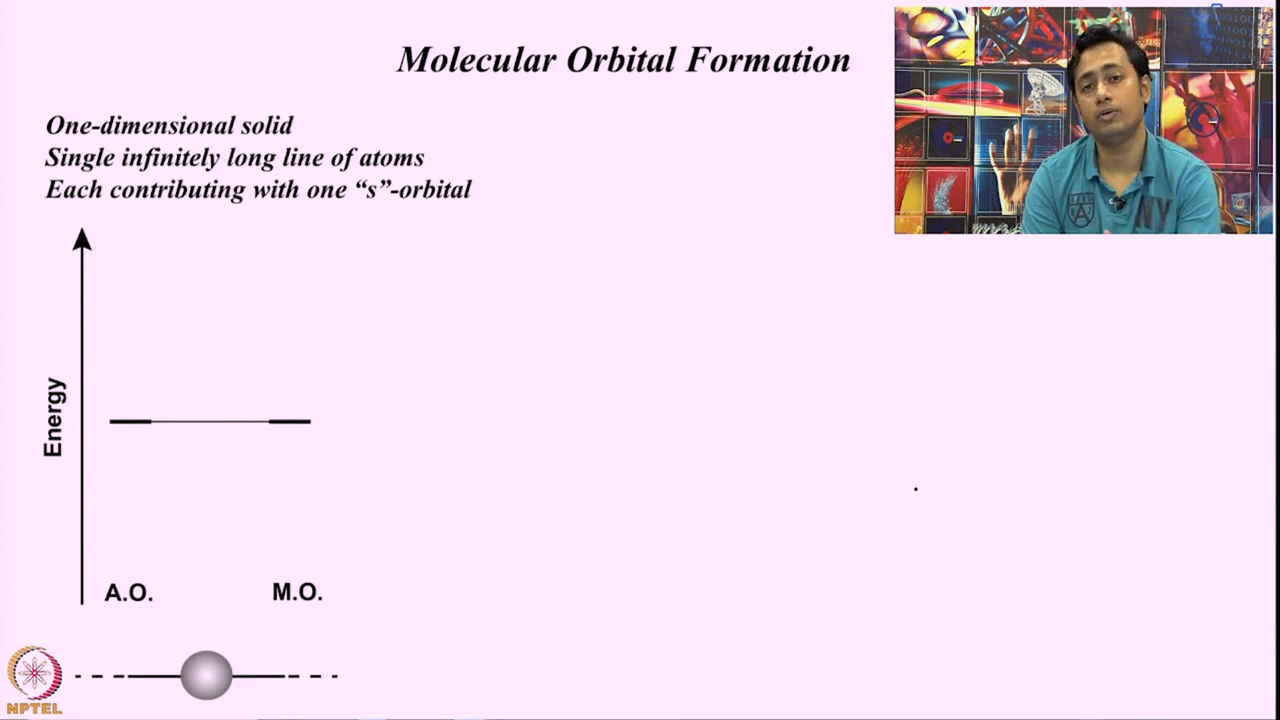 Molecular Orbital Formation
One-dimensional solid
Single infinitely long line of atoms
Each contributing with one “s”-orbital
Energy
A.O.
M.O.
NPTEL
NY